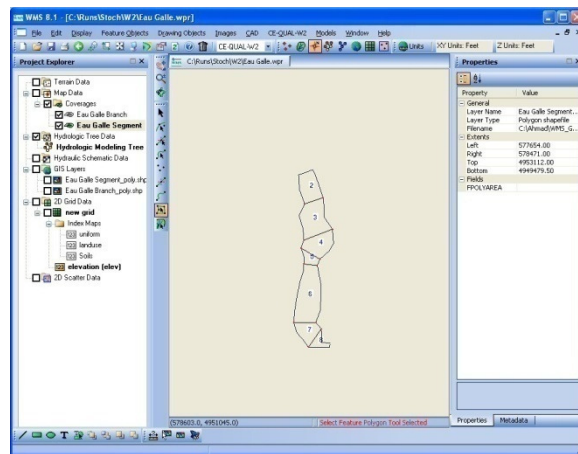 WMS 8.1 - [C:\Runs\Stoch\W2\Eau Galle.wpr]
File Edit Display Feature Objects Drawing Objects Images CAD CE-QUAL-W2 Models Window Help
CE-QUAL-W2 Units XY Units: Feet Z Units: Feet
Project Explorer
Terrain Data
Map Data
Coverages
Eau Galle Branch
Eau Galle Segment
Hydrologic Tree Data
Hydrologic Modeling Tree
Hydraulic Schematic Data
GIS Layers
Eau Galle Segment_poly.shp
Eau Galle Branch_poly.shp
2D Grid Data
new grid
Index Maps
uniform
landuse
Soils
elevation (elev)
2D Scatter Data
C:\Runs\Stoch\W2\Eau Galle.wpr
2
3
4
5
6
7
8
(578603.0, 4951045.0) Select Feature Polygon Tool Selected
Properties
Property Value
General
Layer Name Eau Galle Segment...
Layer Type Polygon shapefile
Filename C:\Ahmad\WMS_G...
Extents
Left 577654.00
Right 578471.00
Top 4953112.00
Bottom 4949479.50
Fields
FPOLYAREA
Properties Metadata